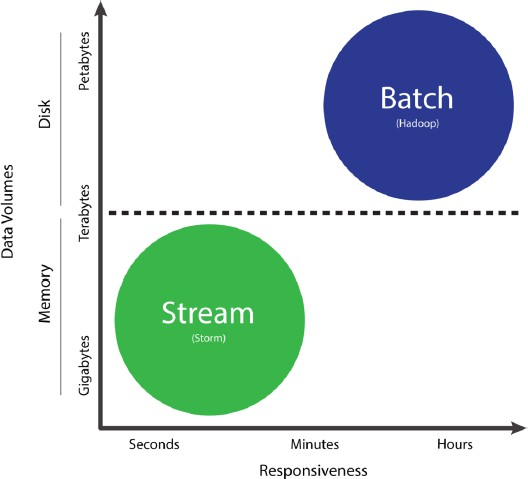 Data Volumes
Disk
Memory
Petabytes
Terabytes
Gigabytes
Batch
(Hadoop)
Stream
(Storm)
Seconds
Minutes
Hours
Responsiveness